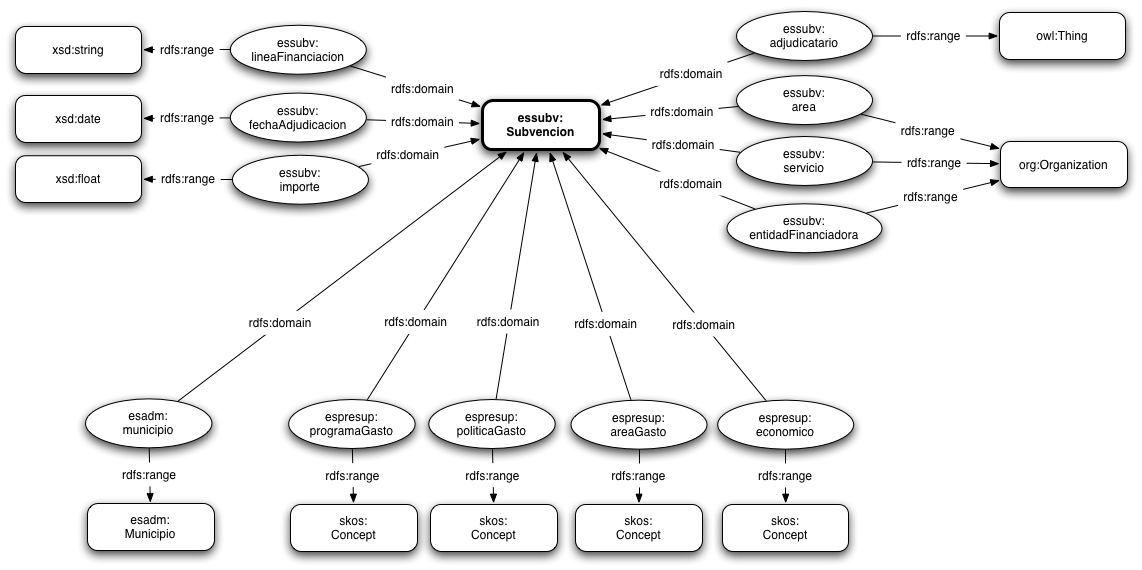 xsd:string
rdfs:range
essubv:
lineaFinanciacion
rdfs:domain
xsd:date
rdfs:range
essubv:
fechaAdjudicacion
rdfs:domain
xsd:float
rdfs:range
essubv:
importe
rdfs:domain
essubv:
Subvencion
essubv:
adjudicatario
rdfs:domain
rdfs:range
owl:Thing
essubv:
area
rdfs:domain
rdfs:range
essubv:
servicio
rdfs:domain
rdfs:range
org:Organization
essubv:
entidadFinanciadora
rdfs:domain
rdfs:range
rdfs:domain
rdfs:domain
rdfs:domain
rdfs:domain
rdfs:domain
esadm:
municipio
espresup:
programaGasto
espresup:
politicaGasto
espresup:
areaGasto
espresup:
economico
rdfs:range
rdfs:range
rdfs:range
rdfs:range
rdfs:range
esadm:
Municipio
skos:
Concept
skos:
Concept
skos:
Concept
skos:
Concept